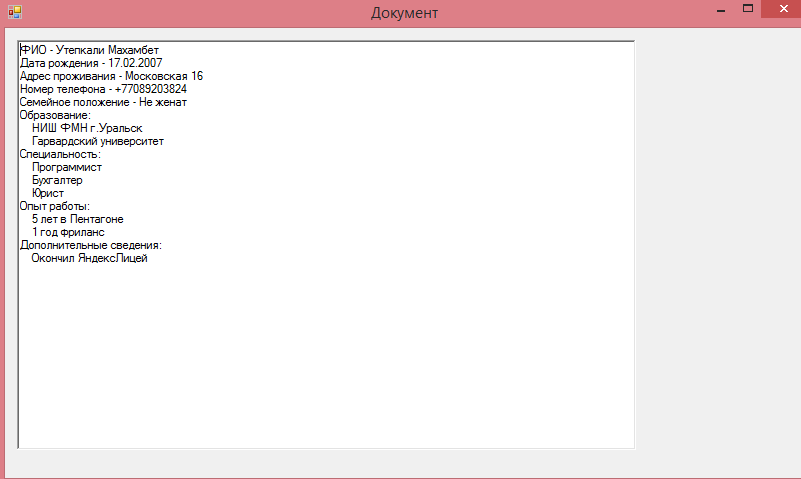 Документ
ФИО - Утепкали Махамбет
Дата рождения - 17.02.2007
Адрес проживания - Московская 16
Номер телефона - +77089203824
Семейное положение - Не женат
Образование:
НИШ ФМН г.Уральск
Гарвардский университет
Специальность:
Программист
Бухгалтер
Юрист
Опыт работы:
5 лет в Пентагоне
1 год фриланс
Дополнительные сведения:
Окончил ЯндексЛицей